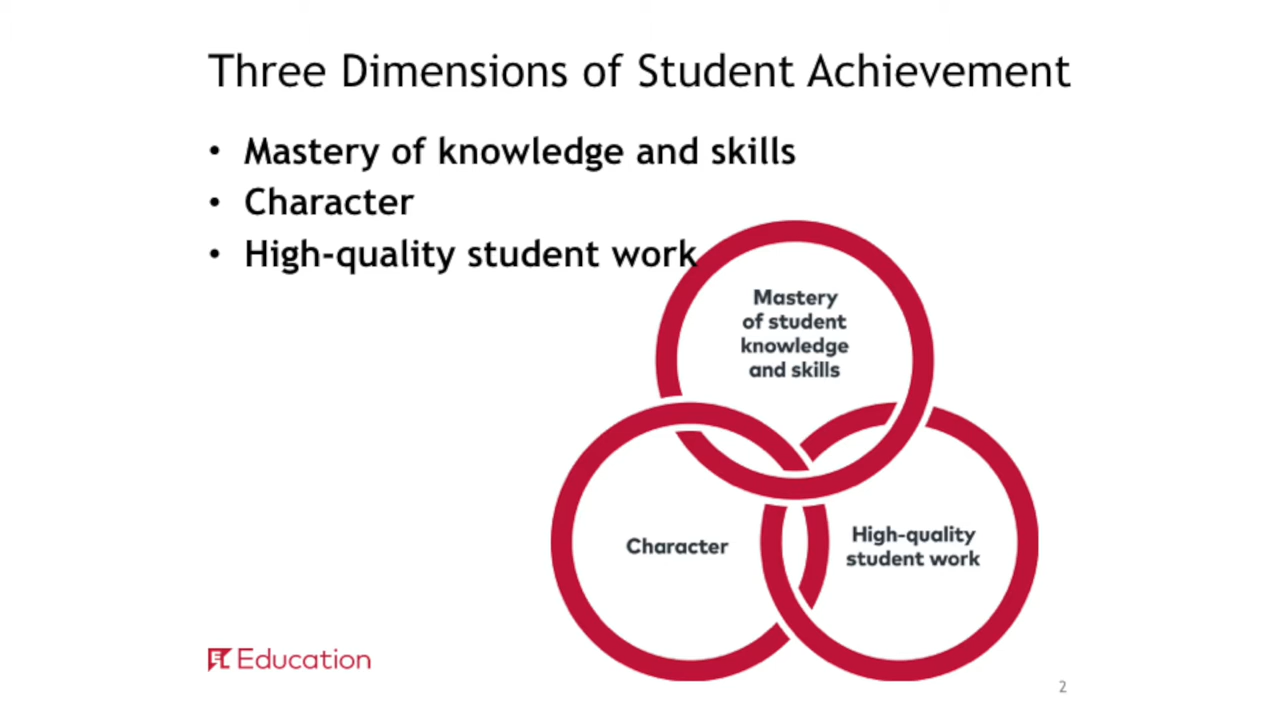 Three Dimensions of Student Achievement
• Mastery of knowledge and skills
• Character
• High-quality student work
Mastery
of student
knowledge
and skills
Character
High-quality
student work
EL Education
2